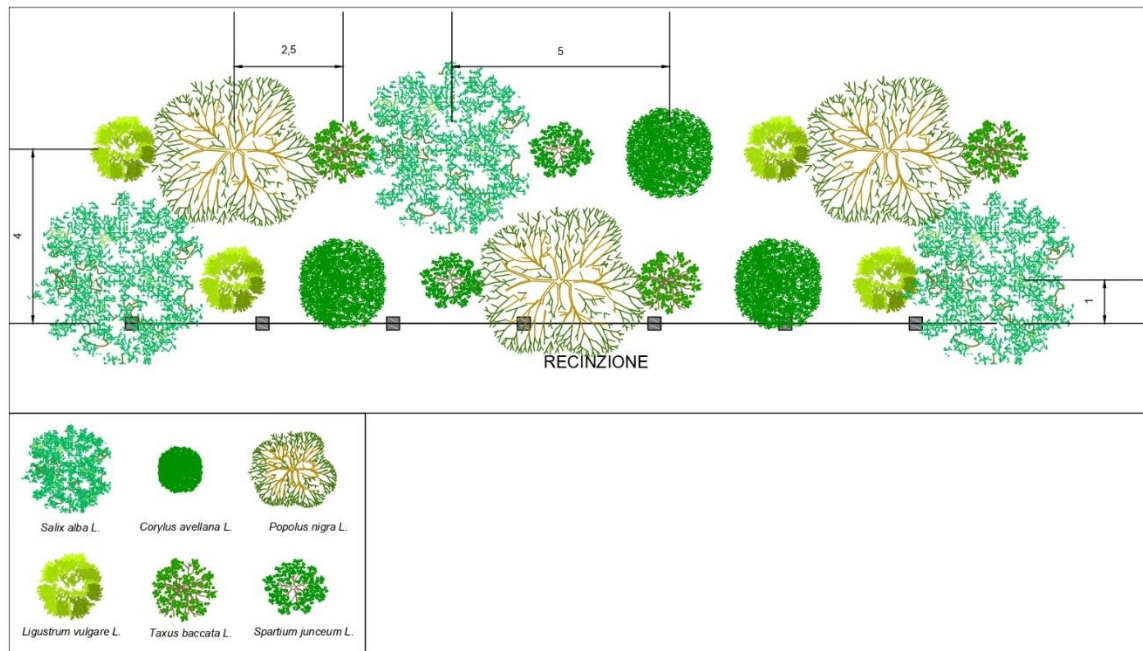 2,5
5
4
1
RECINZIONE
Salix alba L.
Corylus avellana L.
Popolus nigra L.
Ligustrum vulgare L.
Taxus baccata L.
Spartium junceum L.